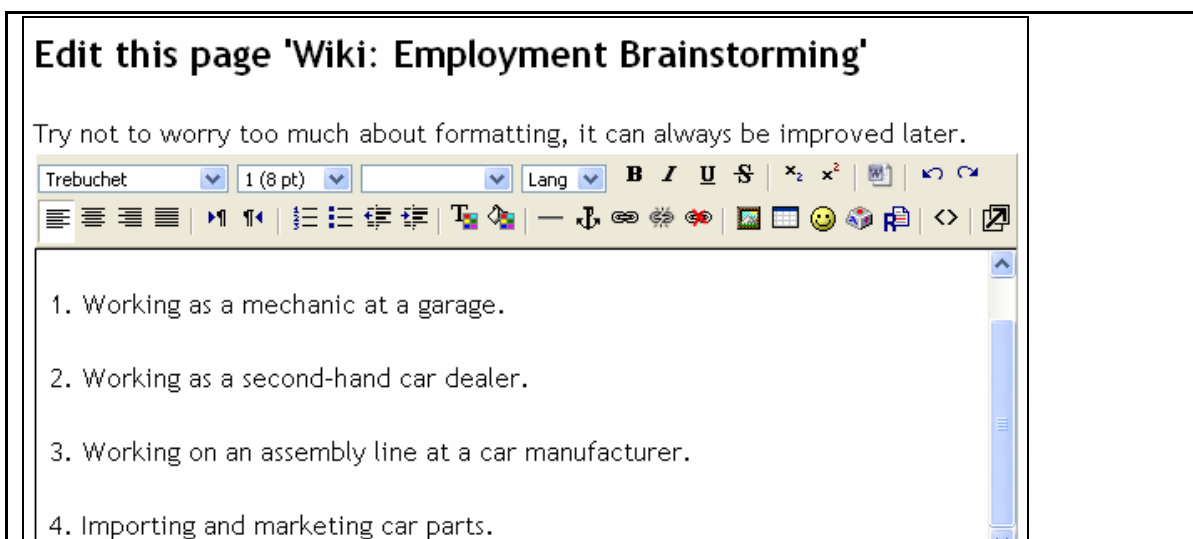 Edit this page 'Wiki: Employment Brainstorming'
Try not to worry too much about formatting, it can always be improved later.
Trebuchet 1 (8 pt) Lang B I U S x₂ x²
1. Working as a mechanic at a garage.
2. Working as a second-hand car dealer.
3. Working on an assembly line at a car manufacturer.
4. Importing and marketing car parts.